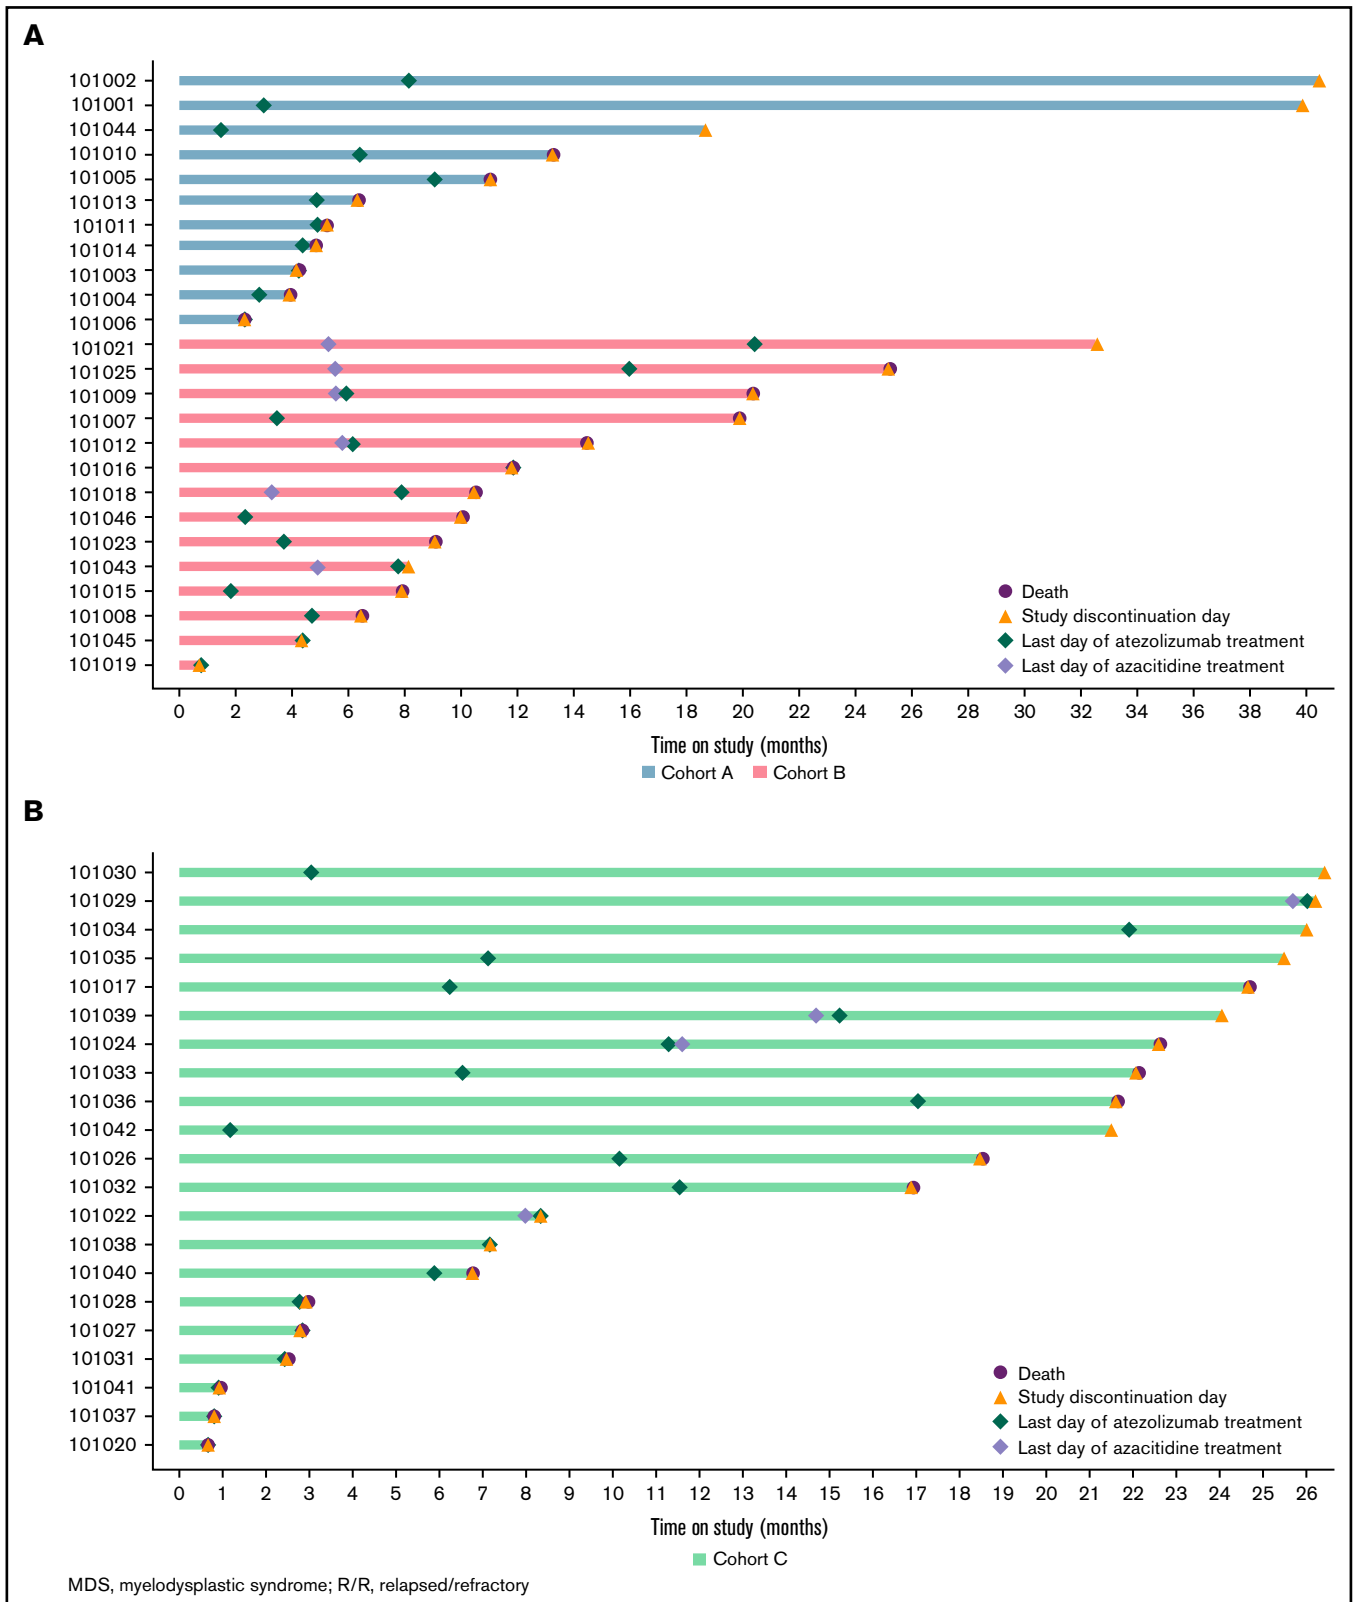 A
101002
101001
101044
101010
101005
101013
101011
101014
101003
101004
101006
101021
101025
101009
101007
101012
101016
101018
101046
101023
101043
101015
101008
101045
101019
Death
Study discontinuation day
Last day of atezolizumab treatment
Last day of azacitidine treatment
0 2 4 6 8 10 12 14 16 18 20 22 24 26 28 30 32 34 36 38 40
Time on study (months)
Cohort A Cohort B
B
101030
101029
101034
101035
101017
101039
101024
101033
101036
101042
101026
101032
101022
101038
101040
101028
101027
101031
101041
101037
101020
Death
Study discontinuation day
Last day of atezolizumab treatment
Last day of azacitidine treatment
0 1 2 3 4 5 6 7 8 9 10 11 12 13 14 15 16 17 18 19 20 21 22 23 24 25 26
Time on study (months)
Cohort C
MDS, myelodysplastic syndrome; R/R, relapsed/refractory